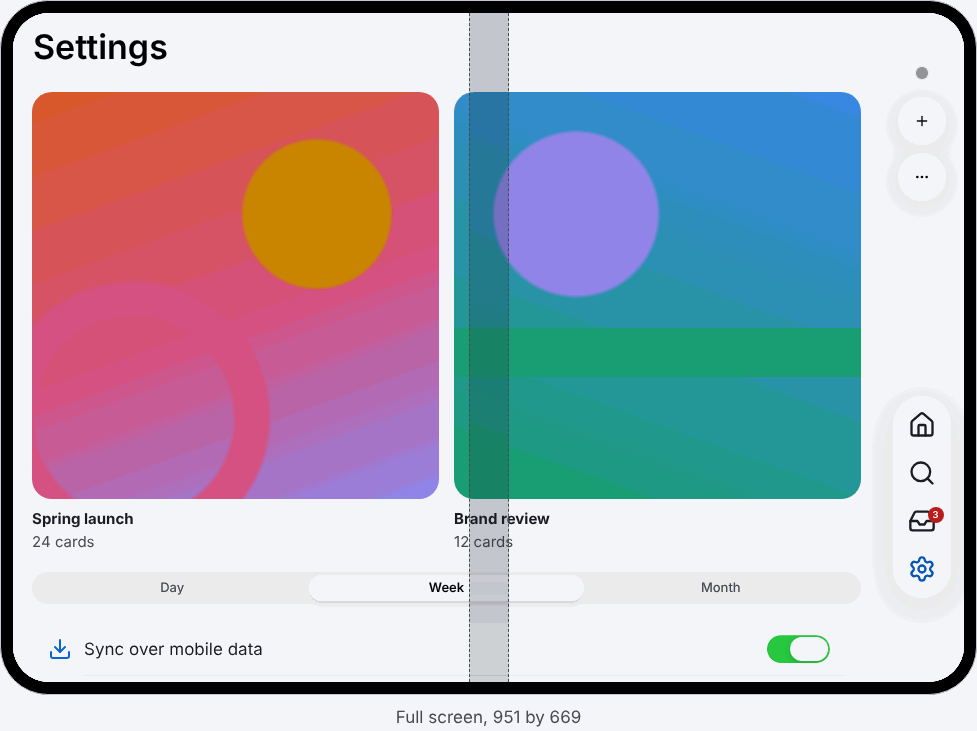 Settings
Spring launch
24 cards
Brand review
12 cards
Day
Week
Month
Sync over mobile data
3
Full screen, 951 by 669